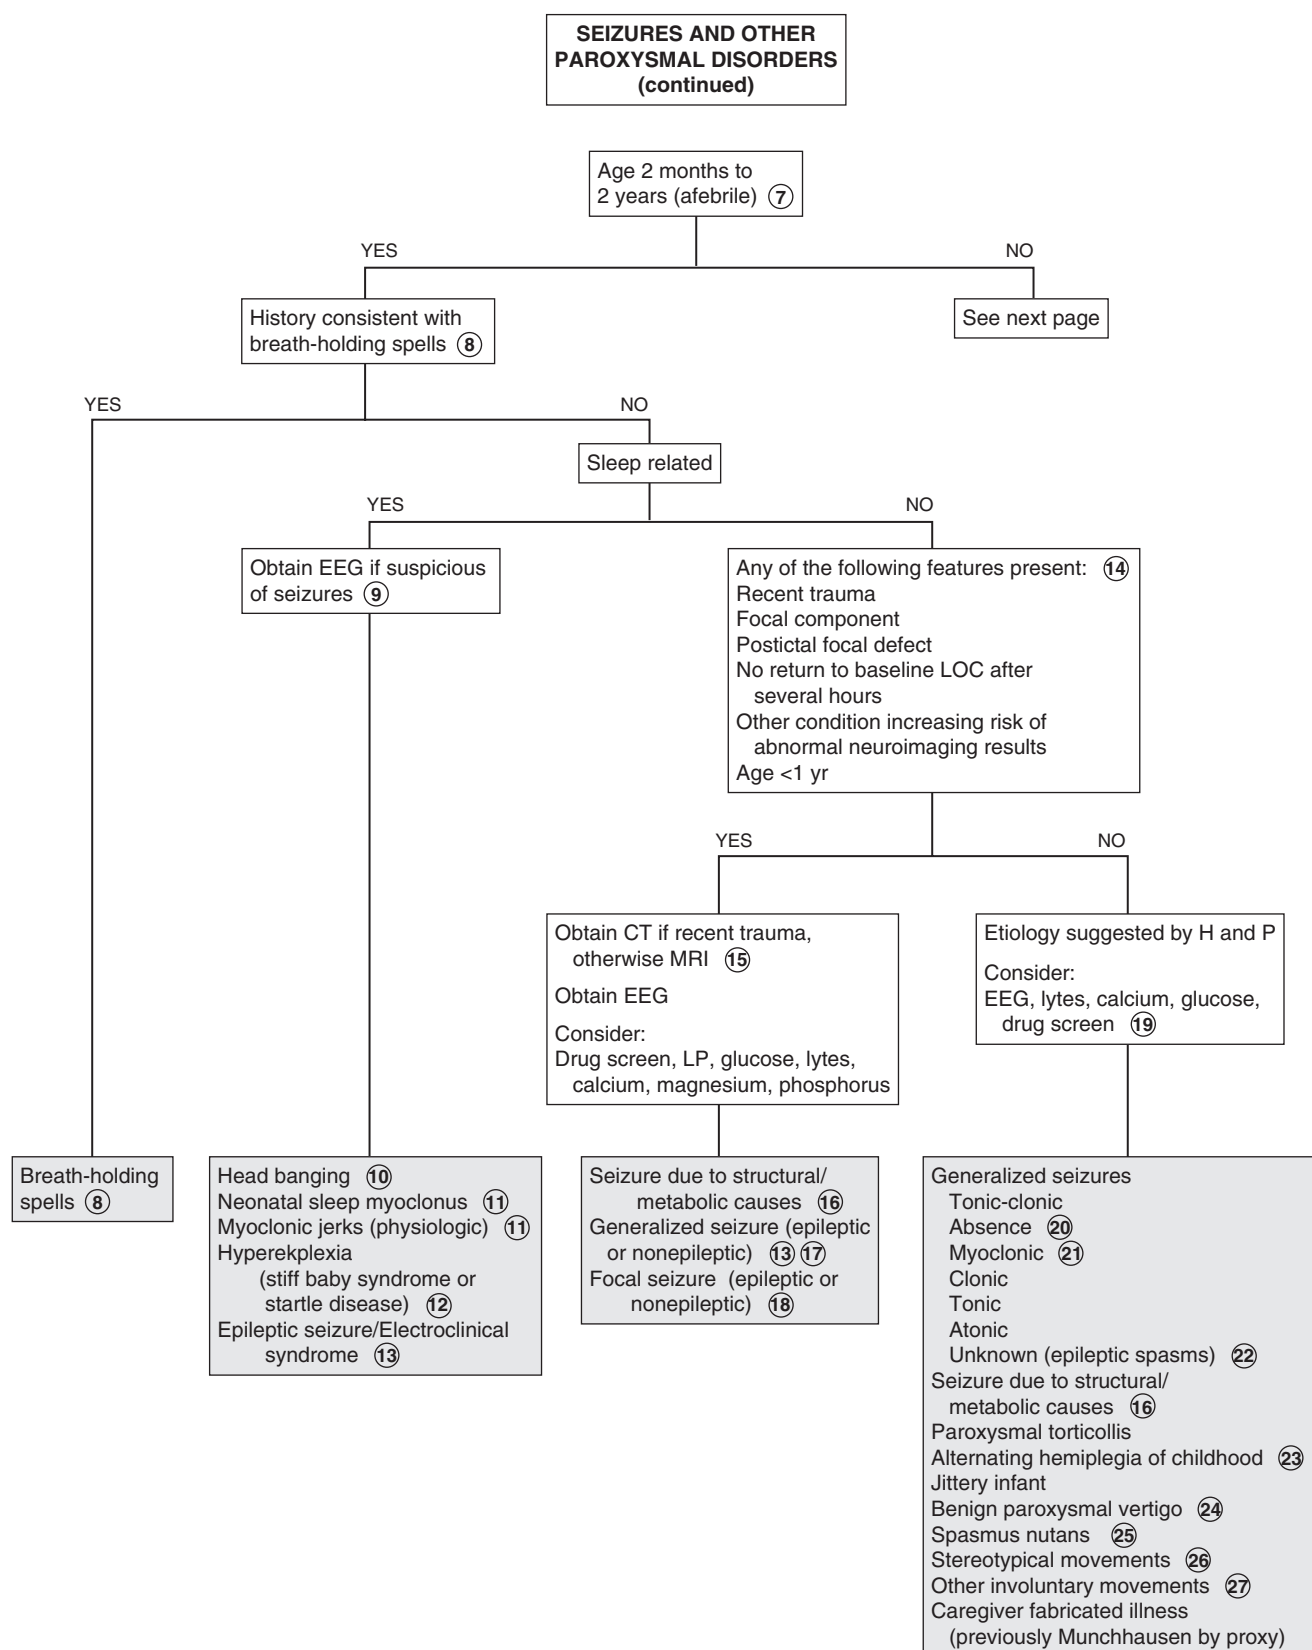 SEIZURES AND OTHER
PAROXYSMAL DISORDERS
(continued)
Age 2 months to
2 years (afebrile) 7
YES
NO
History consistent with
breath-holding spells 8
See next page
YES
NO
Sleep related
YES
NO
Obtain EEG if suspicious
of seizures 9
Any of the following features present: 14
Recent trauma
Focal component
Postictal focal defect
No return to baseline LOC after
several hours
Other condition increasing risk of
abnormal neuroimaging results
Age <1 yr
YES
NO
Obtain CT if recent trauma,
otherwise MRI 15
Obtain EEG
Consider:
Drug screen, LP, glucose, lytes,
calcium, magnesium, phosphorus
Etiology suggested by H and P
Consider:
EEG, lytes, calcium, glucose,
drug screen 19
Breath-holding
spells 8
Head banging 10
Neonatal sleep myoclonus 11
Myoclonic jerks (physiologic) 11
Hyperekplexia
(stiff baby syndrome or
startle disease) 12
Epileptic seizure/Electroclinical
syndrome 13
Seizure due to structural/
metabolic causes 16
Generalized seizure (epileptic
or nonepileptic) 13 17
Focal seizure (epileptic or
nonepileptic) 18
Generalized seizures
Tonic-clonic
Absence 20
Myoclonic 21
Clonic
Tonic
Atonic
Unknown (epileptic spasms) 22
Seizure due to structural/
metabolic causes 16
Paroxysmal torticollis
Alternating hemiplegia of childhood 23
Jittery infant
Benign paroxysmal vertigo 24
Spasmus nutans 25
Stereotypical movements 26
Other involuntary movements 27
Caregiver fabricated illness
(previously Munchhausen by proxy)